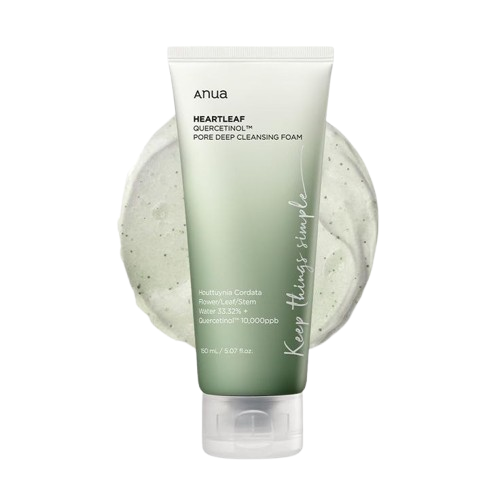 Anua
HEARTLEAF
QUERCETINOL™
PORE DEEP CLEANSING FOAM
Keep things simple
Houttuynia Cordata
Flower/Leaf/Stem
Water 33.32% +
Quercetinol™ 10,000ppb
150 mL / 5.07 fl.oz.